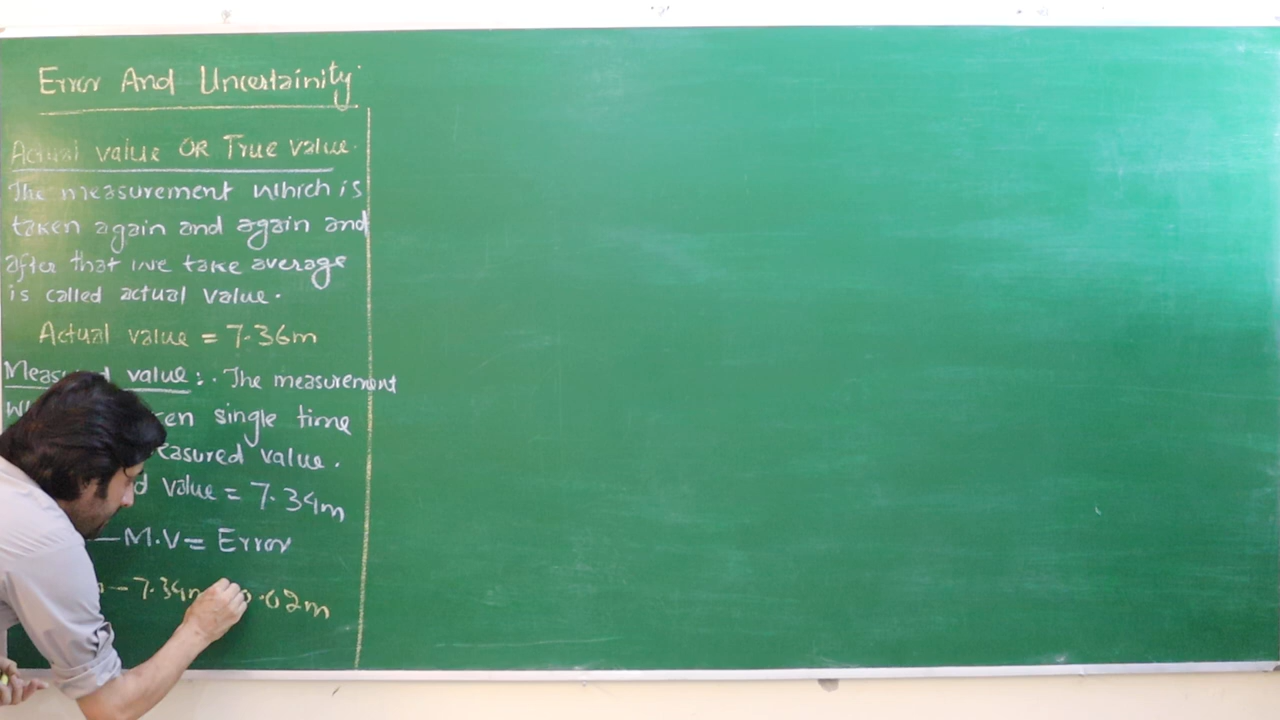 Error And Uncertainity
Actual value OR True value.
The measurement which is
taken again and again and
after that we take average
is called actual value.
Actual value = 7.36m
value:. The measurement
single time
value.
value = 7.34m
-M.V= Error
- 7.34m 0.02m